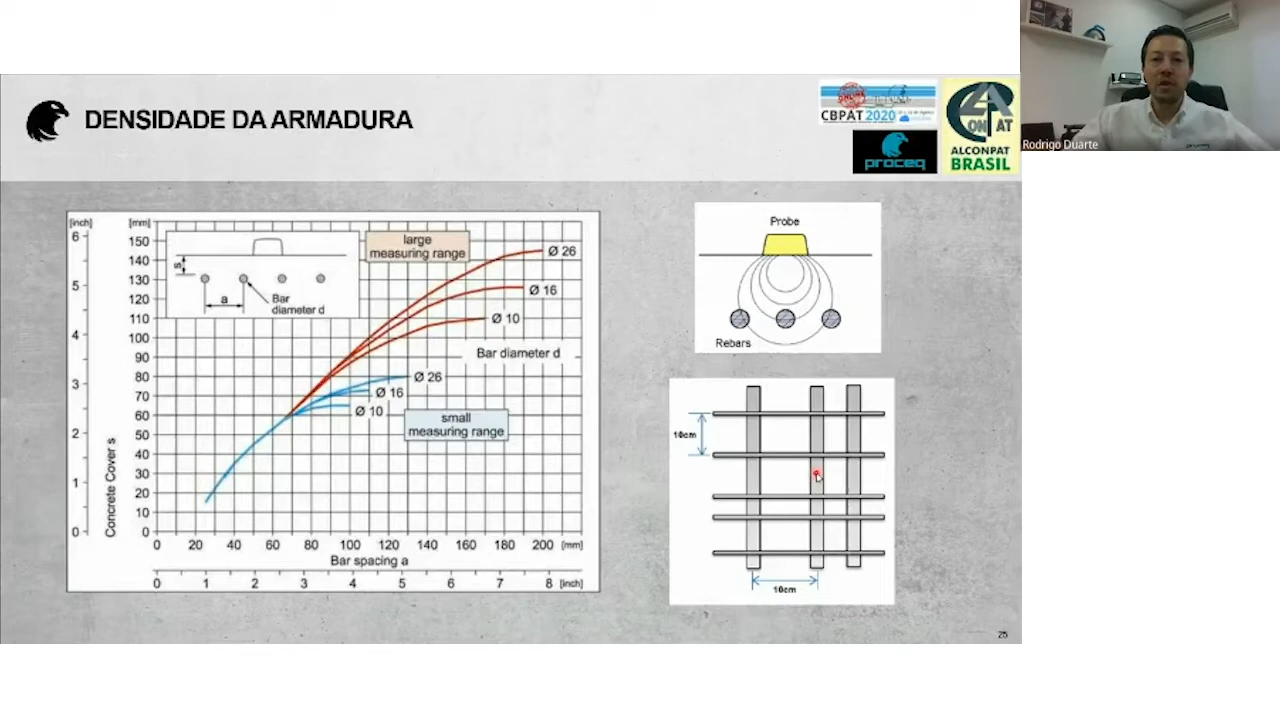 DENSIDADE DA ARMADURA
ONLINE
CBPAT 2020
proceq
ALCONPAT
BRASIL
Rodrigo Duarte
[inch]
[mm]
6
5
4
3
2
1
0
150
140
130
120
110
100
90
80
70
60
50
40
30
20
10
0
Concrete Cover s
s
a
Bar
diameter d
large
measuring range
Ø 26
Ø 16
Ø 10
Bar diameter d
Ø 26
Ø 16
Ø 10
small
measuring range
0 20 40 60 80 100 120 140 160 180 200 [mm]
Bar spacing a
0 1 2 3 4 5 6 7 8 [inch]
Probe
Rebars
10cm
10cm
25